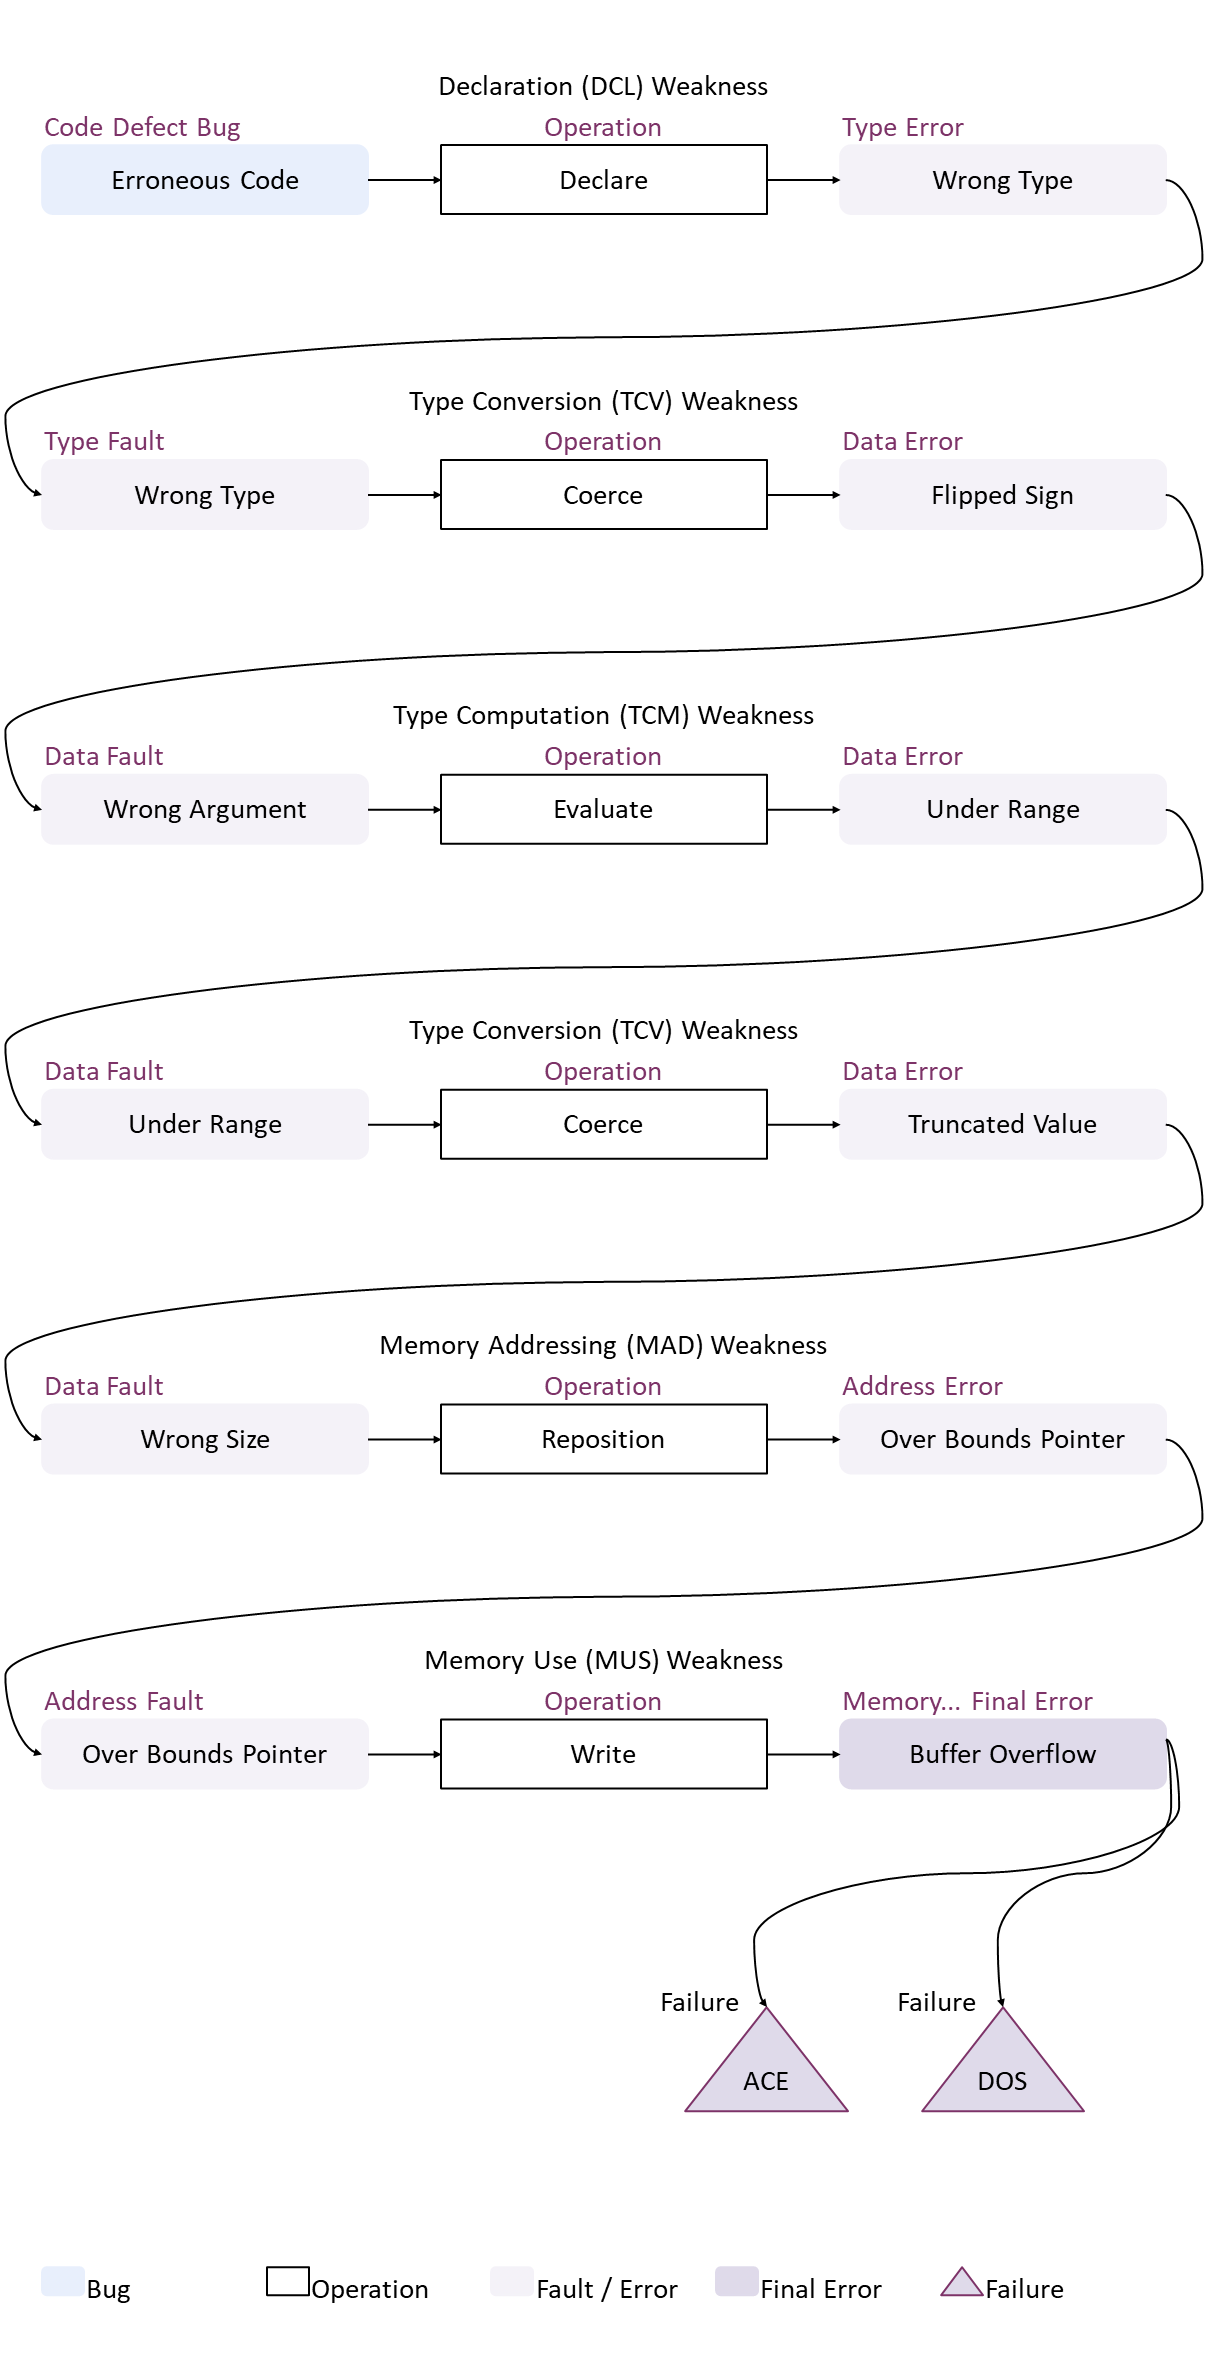 Declaration (DCL) Weakness
Code Defect Bug
Operation
Type Error
Erroneous Code
Declare
Wrong Type
Type Conversion (TCV) Weakness
Type Fault
Operation
Data Error
Wrong Type
Coerce
Flipped Sign
Type Computation (TCM) Weakness
Data Fault
Operation
Data Error
Wrong Argument
Evaluate
Under Range
Type Conversion (TCV) Weakness
Data Fault
Operation
Data Error
Under Range
Coerce
Truncated Value
Memory Addressing (MAD) Weakness
Data Fault
Operation
Address Error
Wrong Size
Reposition
Over Bounds Pointer
Memory Use (MUS) Weakness
Address Fault
Operation
Memory... Final Error
Over Bounds Pointer
Write
Buffer Overflow
Failure
Failure
ACE
DOS
Bug
Operation
Fault / Error
Final Error
Failure